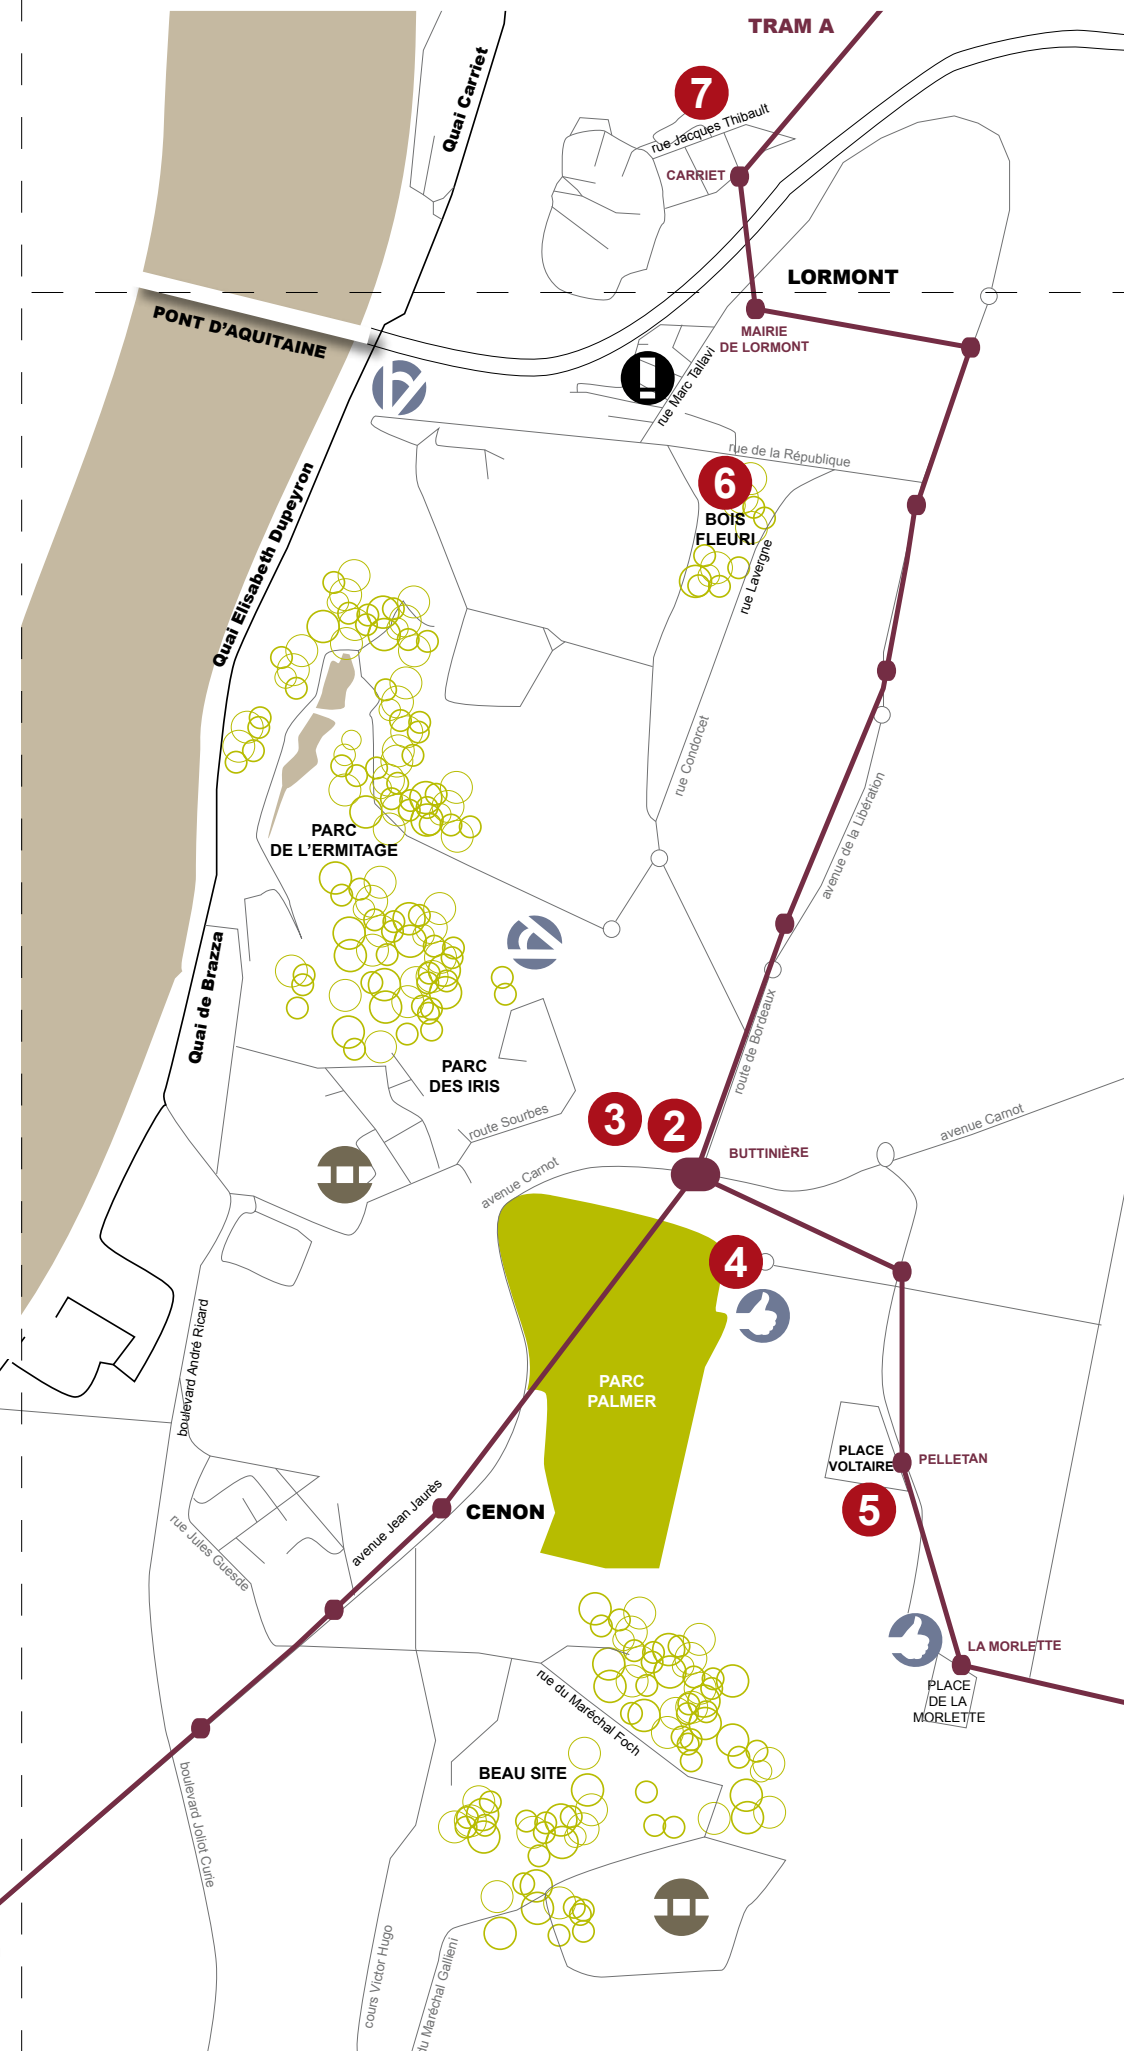 TRAM A
Quai Carriet
7
rue Jacques Thibault
CARRIET
LORMONT
PONT D'AQUITAINE
MAIRIE
DE LORMONT
rue Marc Tallavi
rue de la République
6
BOIS
FLEURI
Quai Elisabeth Dupeyron
rue Lavergne
rue Condorcet
avenue de la Libération
PARC
DE L'ERMITAGE
Quai de Brazza
route de Bordeaux
PARC
DES IRIS
route Sourbes
3
2
avenue Carnot
BUTTINIÈRE
avenue Carnot
4
boulevard André Ricard
PARC
PALMER
PLACE
VOLTAIRE
PELLETAN
5
avenue Jean Jaurès
CENON
rue Jules Guesde
LA MORLETTE
PLACE
DE LA
MORLETTE
rue du Maréchal Foch
BEAU SITE
boulevard Joliot Curie
cours Victor Hugo
du Maréchal Gallieni